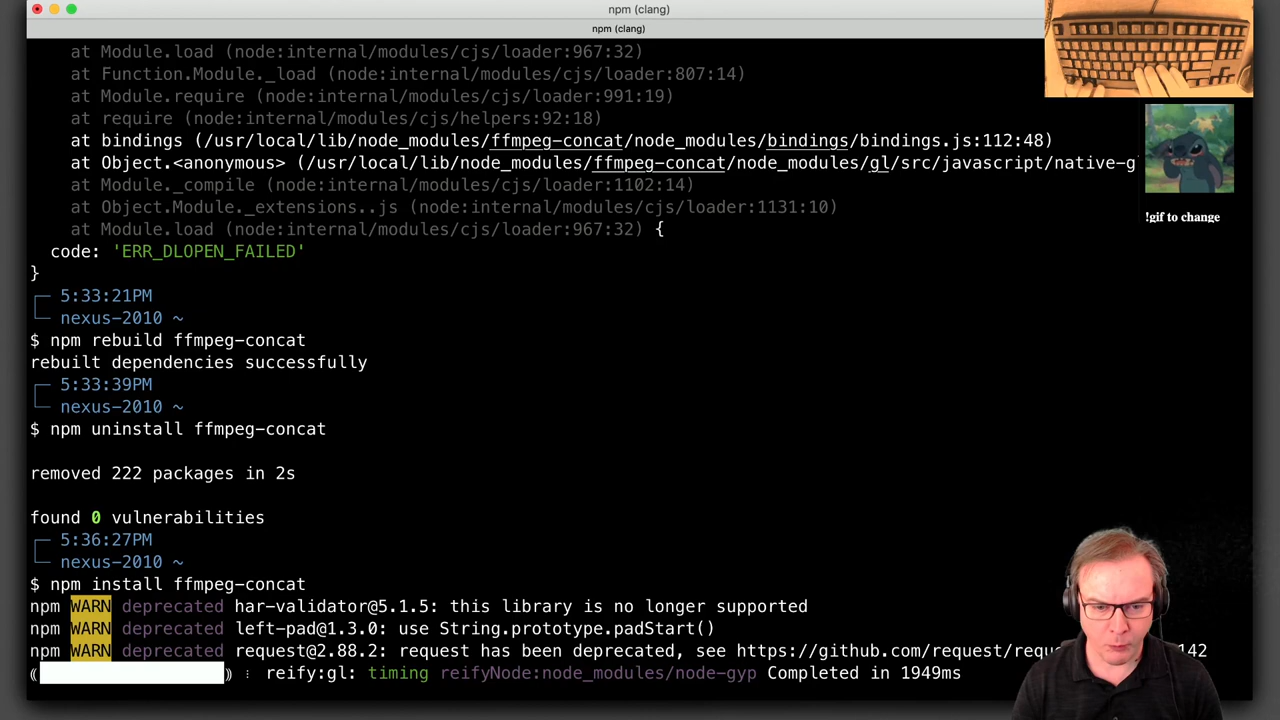 npm (clang)
npm (clang)
at Module.load (node:internal/modules/cjs/loader:967:32)
at Function.Module._load (node:internal/modules/cjs/loader:807:14)
at Module.require (node:internal/modules/cjs/loader:991:19)
at require (node:internal/modules/cjs/helpers:92:18)
at bindings (/usr/local/lib/node_modules/ffmpeg-concat/node_modules/bindings/bindings.js:112:48)
at Object.<anonymous> (/usr/local/lib/node_modules/ffmpeg-concat/node_modules/gl/src/javascript/native-g
at Module._compile (node:internal/modules/cjs/loader:1102:14)
at Object.Module._extensions..js (node:internal/modules/cjs/loader:1131:10)
at Module.load (node:internal/modules/cjs/loader:967:32) {
code: 'ERR_DLOPEN_FAILED'
}
!gif to change
5:33:21PM
nexus-2010 ~
$ npm rebuild ffmpeg-concat
rebuilt dependencies successfully
5:33:39PM
nexus-2010 ~
$ npm uninstall ffmpeg-concat
removed 222 packages in 2s
found 0 vulnerabilities
5:36:27PM
nexus-2010 ~
$ npm install ffmpeg-concat
npm WARN deprecated har-validator@5.1.5: this library is no longer supported
npm WARN deprecated left-pad@1.3.0: use String.prototype.padStart()
npm WARN deprecated request@2.88.2: request has been deprecated, see https://github.com/request/requ 142
(██████████████████) ⠸ reify:gl: timing reifyNode:node_modules/node-gyp Completed in 1949ms